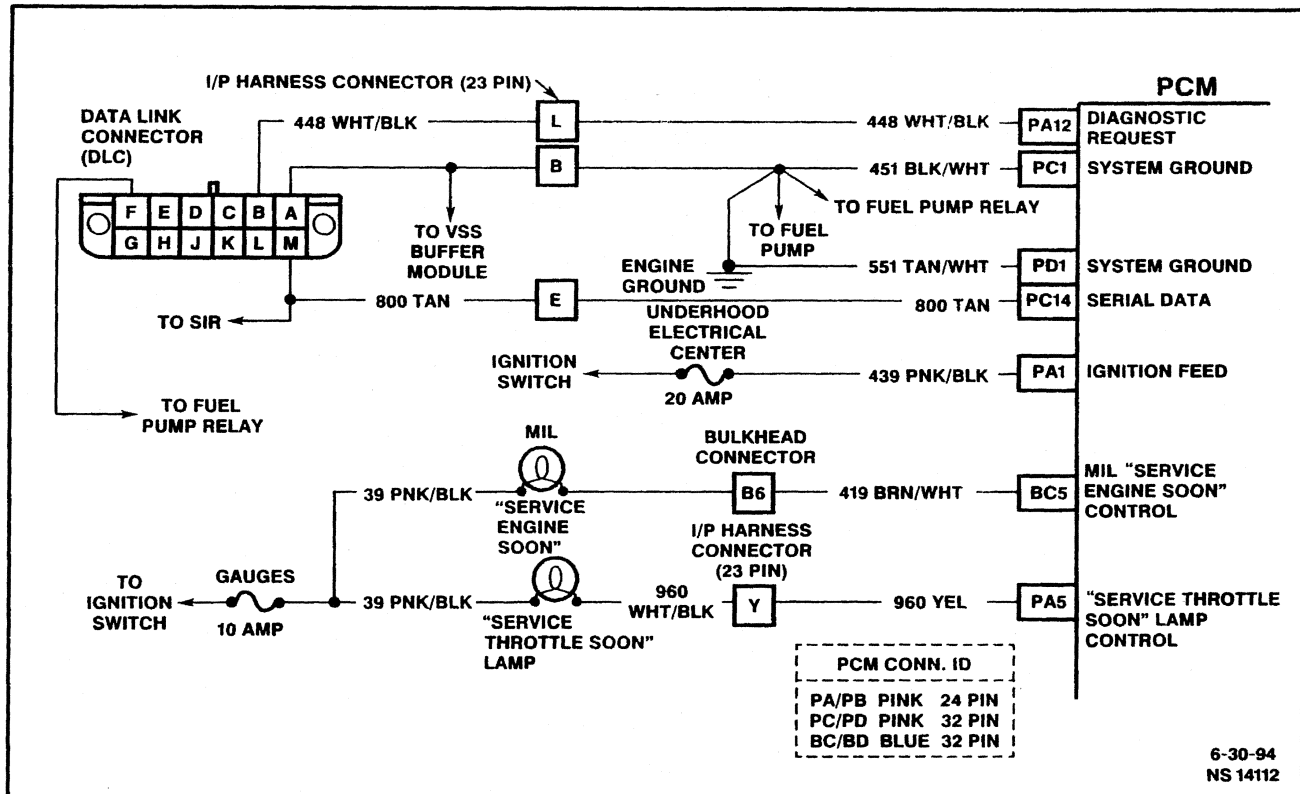 I/P HARNESS CONNECTOR (23 PIN)
PCM
DATA LINK
CONNECTOR
(DLC)
448 WHT/BLK
L
448 WHT/BLK
PA12
DIAGNOSTIC
REQUEST
B
451 BLK/WHT
PC1
SYSTEM GROUND
F E D C B A
G H J K L M
TO VSS
BUFFER
MODULE
TO FUEL PUMP RELAY
TO FUEL
PUMP
ENGINE
GROUND
551 TAN/WHT
PD1
SYSTEM GROUND
800 TAN
E
800 TAN
PC14
SERIAL DATA
TO SIR
UNDERHOOD
ELECTRICAL
CENTER
IGNITION
SWITCH
20 AMP
439 PNK/BLK
PA1
IGNITION FEED
TO FUEL
PUMP RELAY
MIL
BULKHEAD
CONNECTOR
39 PNK/BLK
"SERVICE
ENGINE
SOON"
B6
419 BRN/WHT
BC5
MIL "SERVICE
ENGINE SOON"
CONTROL
I/P HARNESS
CONNECTOR
(23 PIN)
TO
IGNITION
SWITCH
GAUGES
10 AMP
39 PNK/BLK
"SERVICE
THROTTLE SOON"
LAMP
960
WHT/BLK
Y
960 YEL
PA5
"SERVICE THROTTLE
SOON" LAMP
CONTROL
PCM CONN. ID
PA/PB PINK 24 PIN
PC/PD PINK 32 PIN
BC/BD BLUE 32 PIN
6-30-94
NS 14112